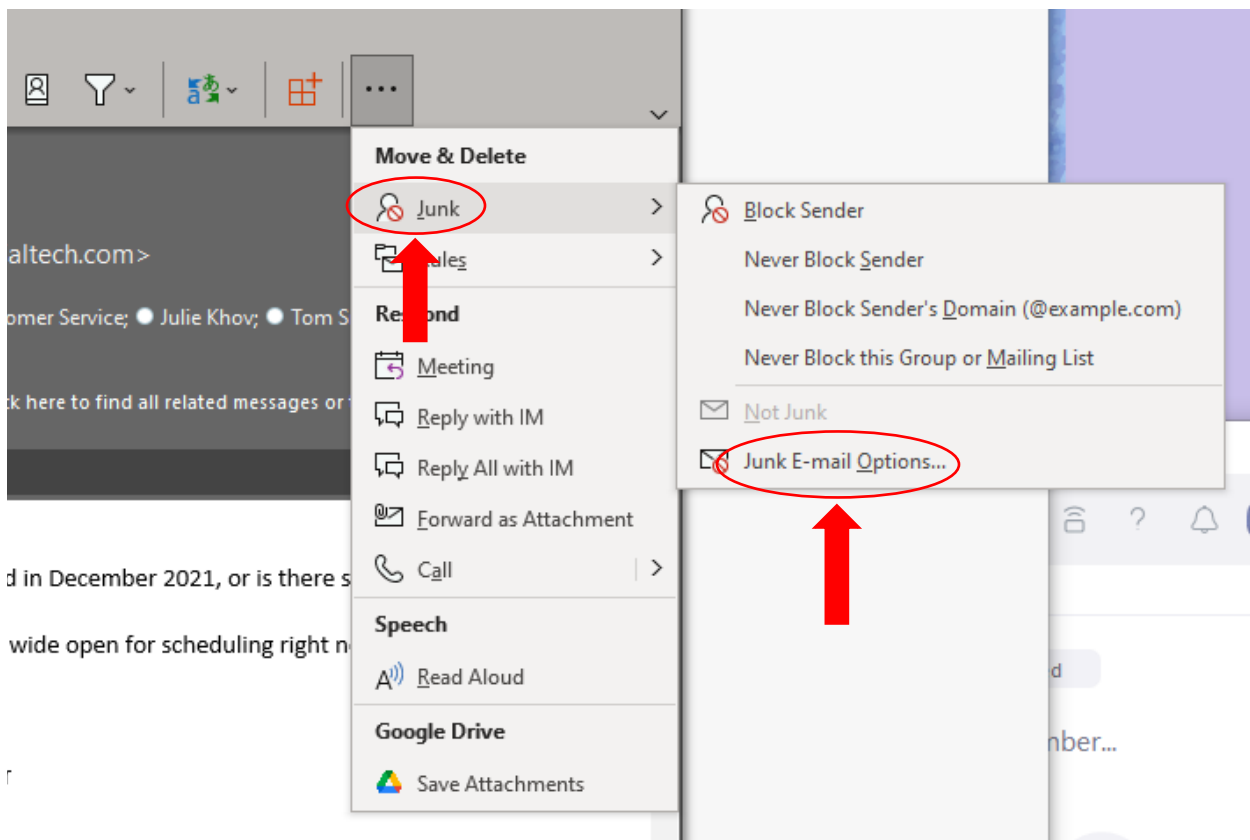 ...
Move & Delete
Junk
Block Sender
altech.com>
Never Block Sender
omer Service; Julie Khov; Tom S
Respond
Never Block Sender's Domain (@example.com)
Meeting
Never Block this Group or Mailing List
k here to find all related messages or
Reply with IM
Not Junk
Reply All with IM
Junk E-mail Options...
Forward as Attachment
d in December 2021, or is there s
Call
wide open for scheduling right n
Speech
Read Aloud
d
Google Drive
nber...
r
Save Attachments